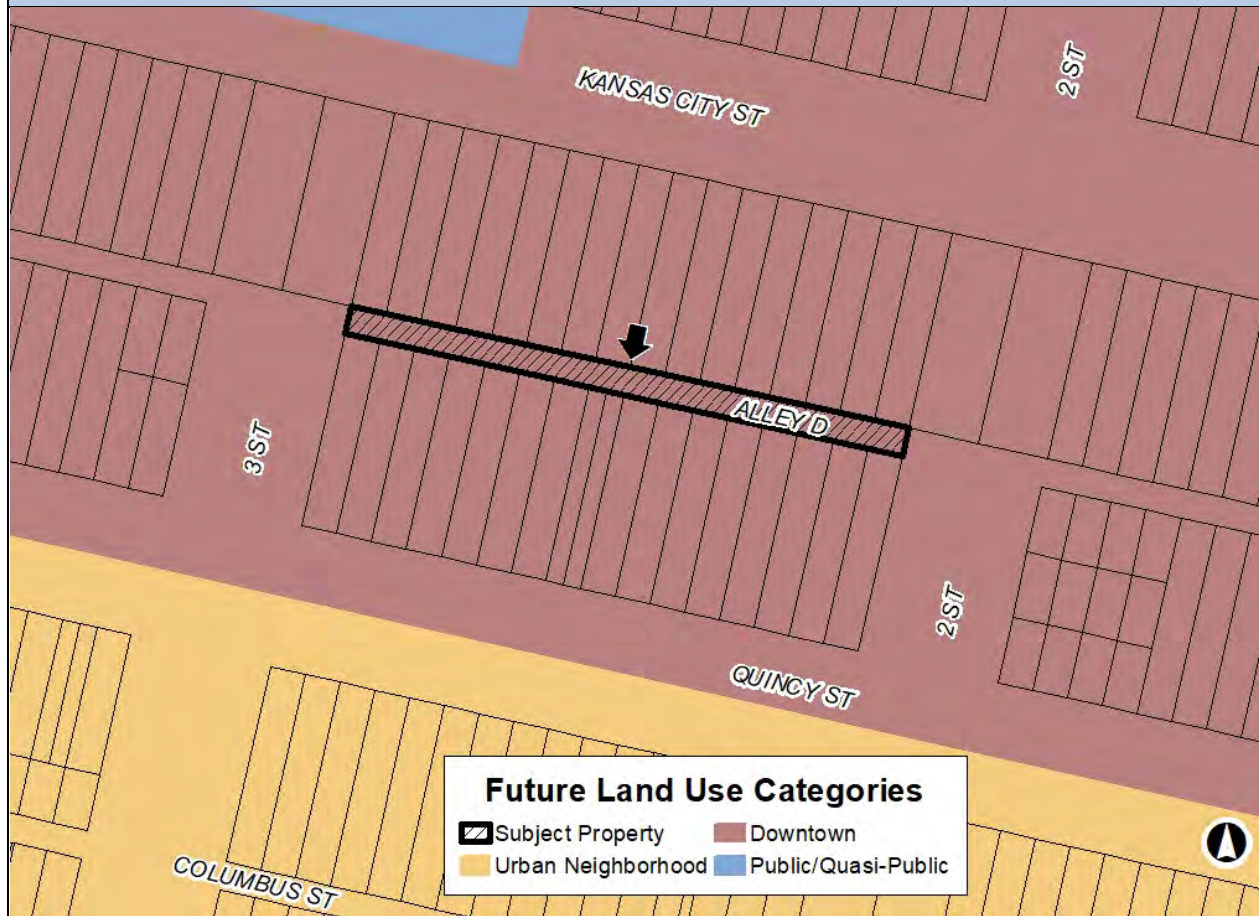 KANSAS CITY ST
2 ST
ALLEY D
3 ST
2 ST
QUINCY ST
COLUMBUS ST
Future Land Use Categories
Subject Property
Downtown
Urban Neighborhood
Public/Quasi-Public